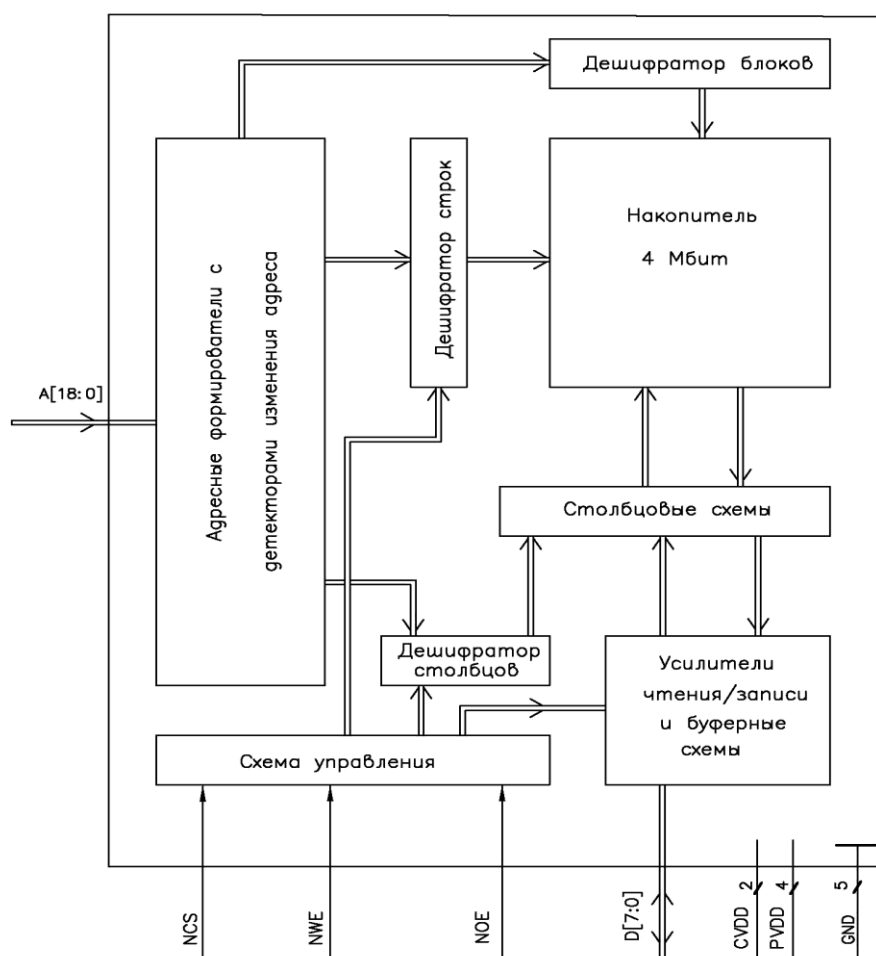 Дешифратор блоков
Адресные формирователи с
детекторами изменения адреса
Дешифратор строк
Накопитель
4 Мбит
A[18:0]
Столбцовые схемы
Дешифратор
столбцов
Усилители
чтения/записи
и буферные
схемы
Схема управления
NCS
NWE
NOE
D[7:0]
CVDD
2
PVDD
4
GND
5